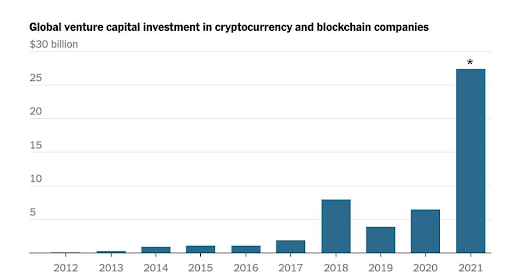 Global venture capital investment in cryptocurrency and blockchain companies
$30 billion
*
25
20
15
10
5
2012 2013 2014 2015 2016 2017 2018 2019 2020 2021